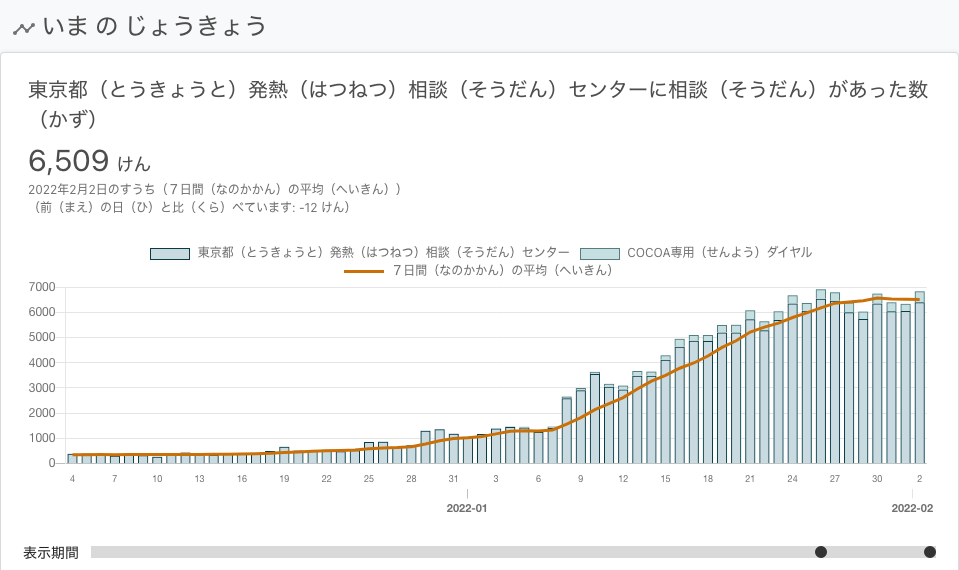 いま の じょうきょう
東京都（とうきょうと）発熱（はつねつ）相談（そうだん）センターに相談（そうだん）があった数
（かず）
6,509 けん
2022年2月2日のすうち（７日間（なのかかん）の平均（へいきん））
（前（まえ）の日（ひ）と比（くら）べています: -12 けん）
東京都（とうきょうと）発熱（はつねつ）相談（そうだん）センター COCOA専用（せんよう）ダイヤル
７日間（なのかかん）の平均（へいきん）
7000
6000
5000
4000
3000
2000
1000
0
4 7 10 13 16 19 22 25 28 31 3 6 9 12 15 18 21 24 27 30 2
2022-01 2022-02
表示期間